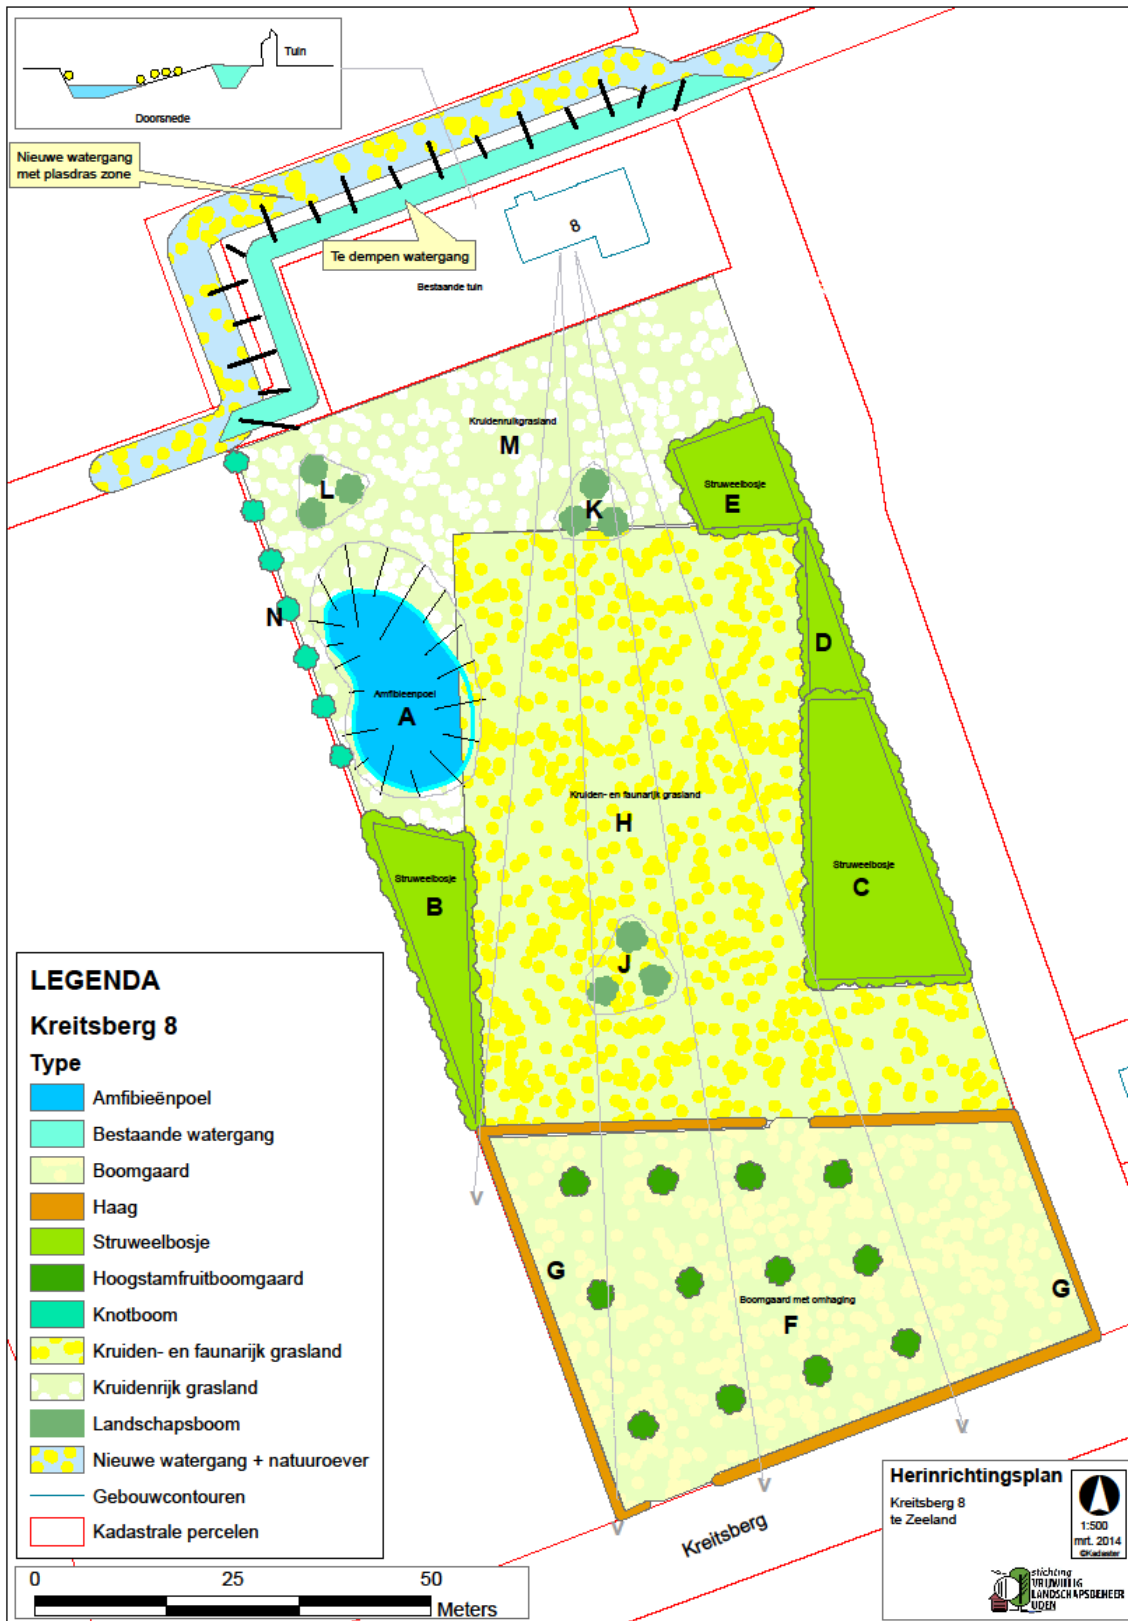 Tuin
Doorsnede
Nieuwe watergang
met plasdras zone
Te dempen watergang
8
Bestaande tuin
Kruidenruikgrasland
M
L
K
Struweelbosje
E
N
D
Amfibieenpoel
A
Kruiden- en faunarijk grasland
H
Struweelbosje
B
Struweelbosje
C
J
LEGENDA
Kreitsberg 8
Type
Amfibieënpoel
Bestaande watergang
Boomgaard
Haag
Struweelbosje
Hoogstamfruitboomgaard
Knotboom
Kruiden- en faunarijk grasland
Kruidenrijk grasland
Landschapsboom
Nieuwe watergang + natuuroever
Gebouwcontouren
Kadastrale percelen
V
G
G
Boomgaard met omhaging
F
V
V
V
Kreitsberg
0 25 50
Meters
Herinrichtingsplan
Kreitsberg 8
te Zeeland
1:500
mrt. 2014
©Kadaster
stichting
VRIJWILLIG
LANDSCHAPSBEHEER
UDEN